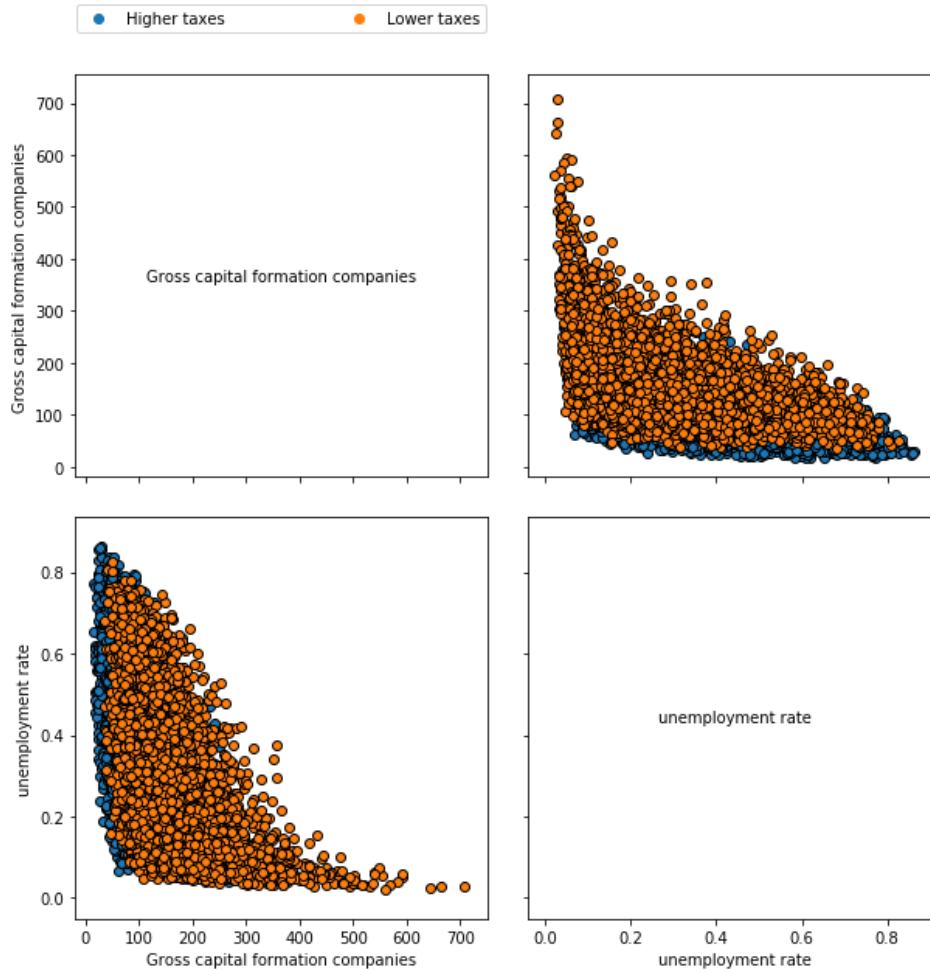 Higher taxes
Lower taxes
Gross capital formation companies
700
600
500
400
300
200
100
0
Gross capital formation companies
unemployment rate
0.8
0.6
0.4
0.2
0.0
unemployment rate
0 100 200 300 400 500 600 700
0.0 0.2 0.4 0.6 0.8
Gross capital formation companies
unemployment rate